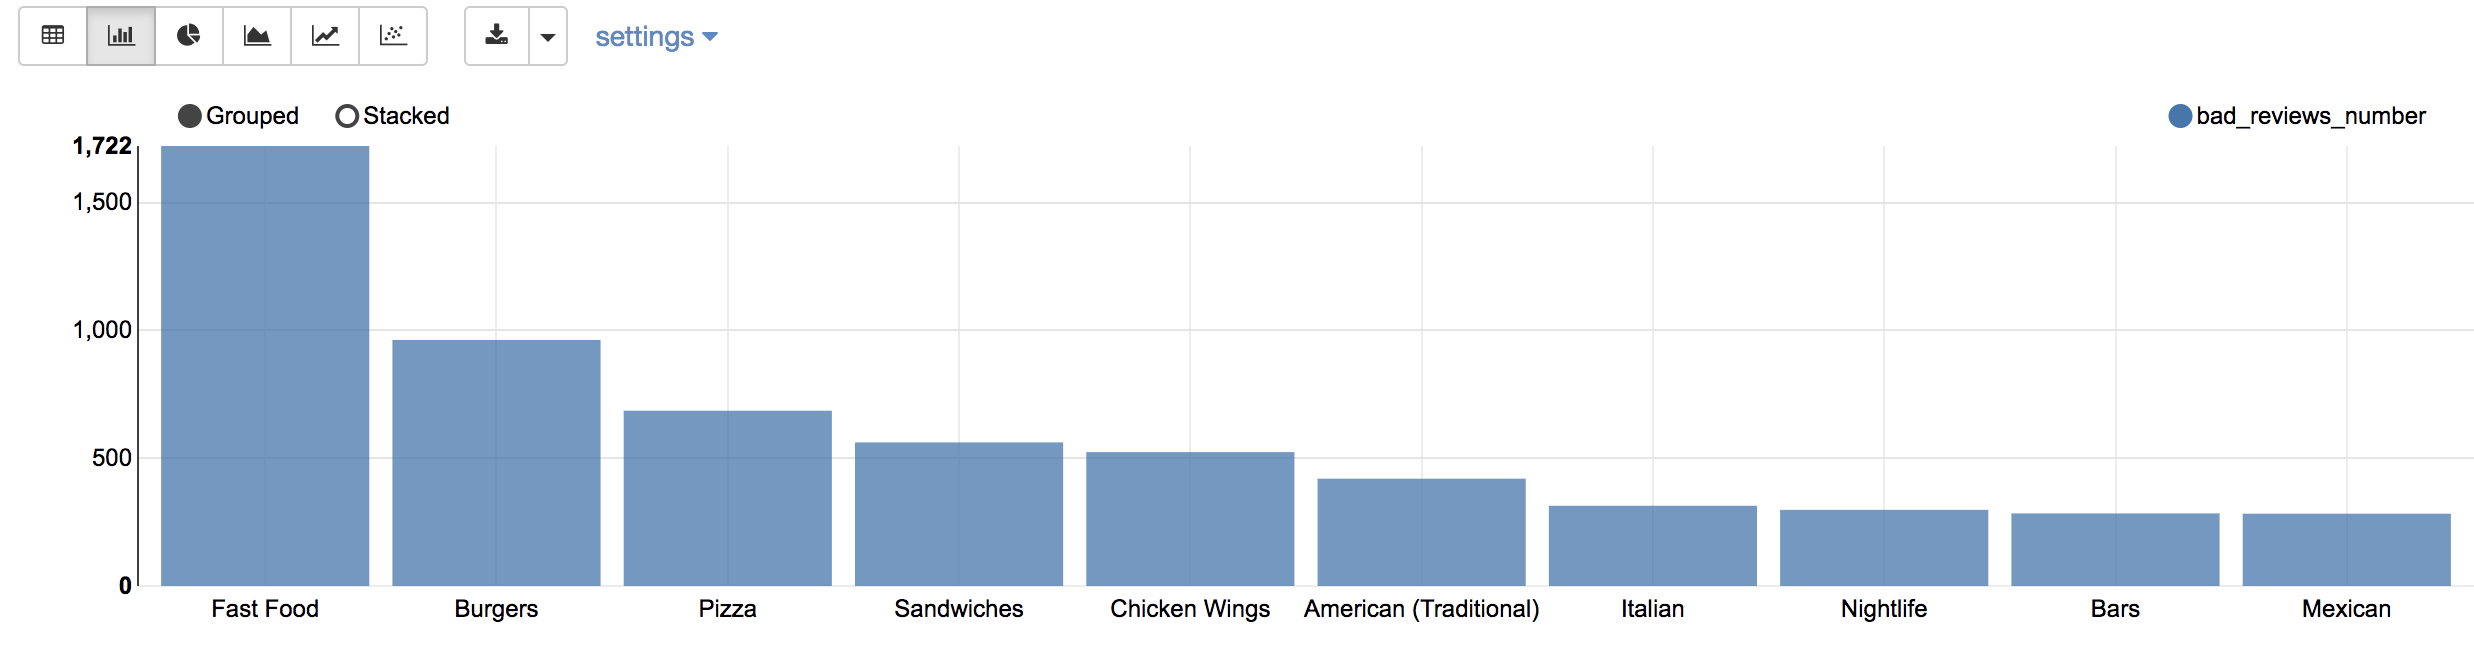 settings
Grouped Stacked bad_reviews_number
1,722
1,500
1,000
500
0
Fast Food Burgers Pizza Sandwiches Chicken Wings American (Traditional) Italian Nightlife Bars Mexican